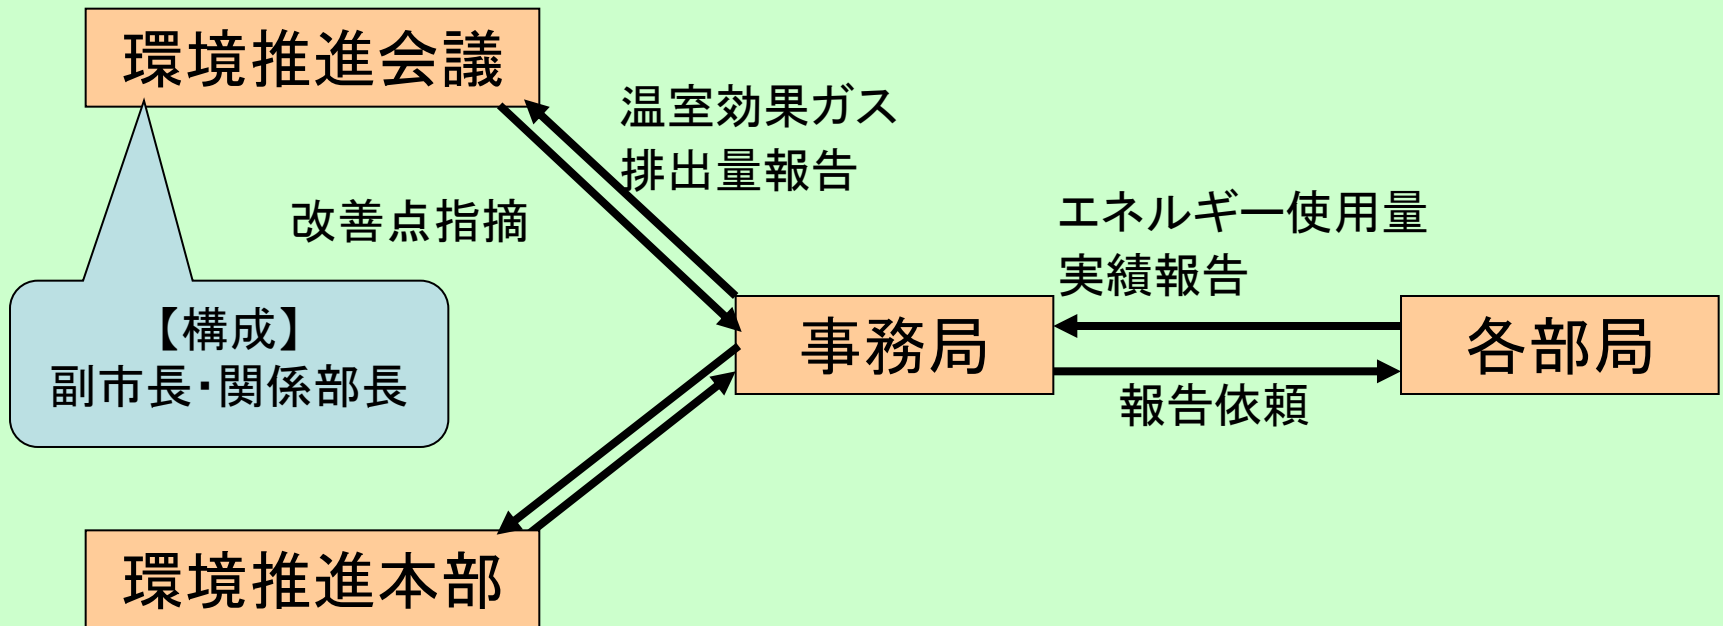 環境推進会議
温室効果ガス
排出量報告
改善点指摘
エネルギー使用量
実績報告
【構成】
副市長・関係部長
事務局
各部局
報告依頼
環境推進本部